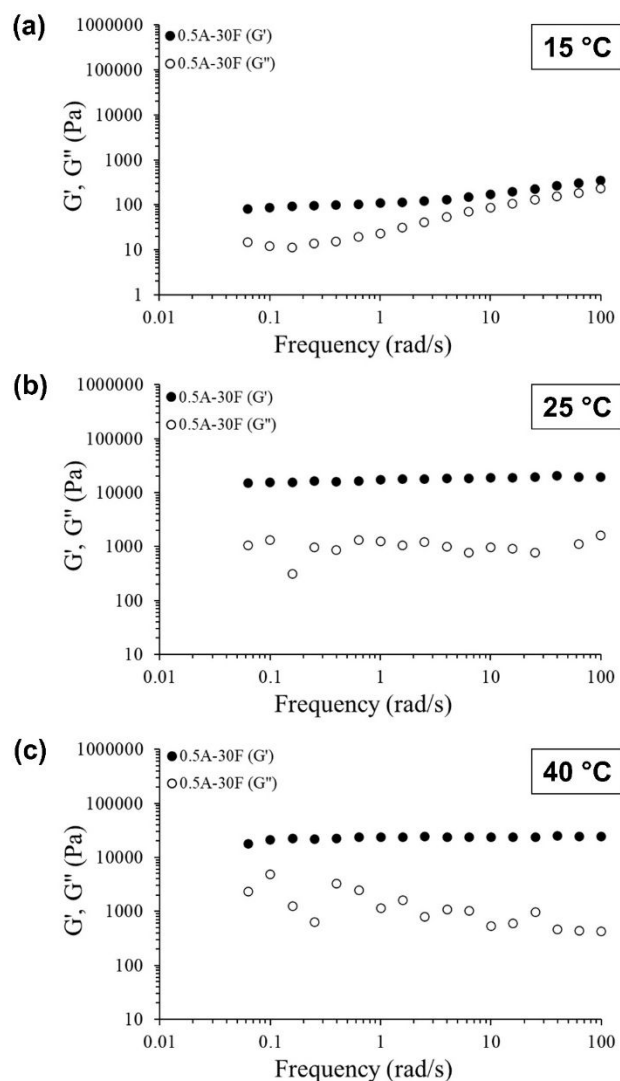 (a)
15 °C
0.5A-30F (G')
0.5A-30F (G'')
G', G'' (Pa)
1000000
100000
10000
1000
100
10
1
0.01 0.1 1 10 100
Frequency (rad/s)
(b)
25 °C
0.5A-30F (G')
0.5A-30F (G'')
G', G'' (Pa)
1000000
100000
10000
1000
100
10
0.01 0.1 1 10 100
Frequency (rad/s)
(c)
40 °C
0.5A-30F (G')
0.5A-30F (G'')
G', G'' (Pa)
1000000
100000
10000
1000
100
10
0.01 0.1 1 10 100
Frequency (rad/s)